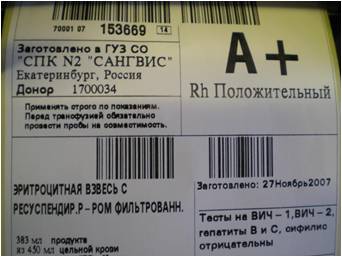 70001 07 153669 14
Заготовлено в ГУЗ СО
"СПК N2 "САНГВИС"
Екатеринбург, Россия
Донор 1700034
Применять строго по показаниям.
Перед трансфузией обязательно
провести пробы на совместимость.
A+
Rh Положительный
ЭРИТРОЦИТНАЯ ВЗВЕСЬ С
РЕСУСПЕНДИР.Р - РОМ ФИЛЬТРОВАНН.
383 мл продукта
из 450 мл цельной крови
Заготовлено: 27Ноябрь2007
Тесты на ВИЧ - 1, ВИЧ - 2,
гепатиты В и С, сифилис
отрицательны